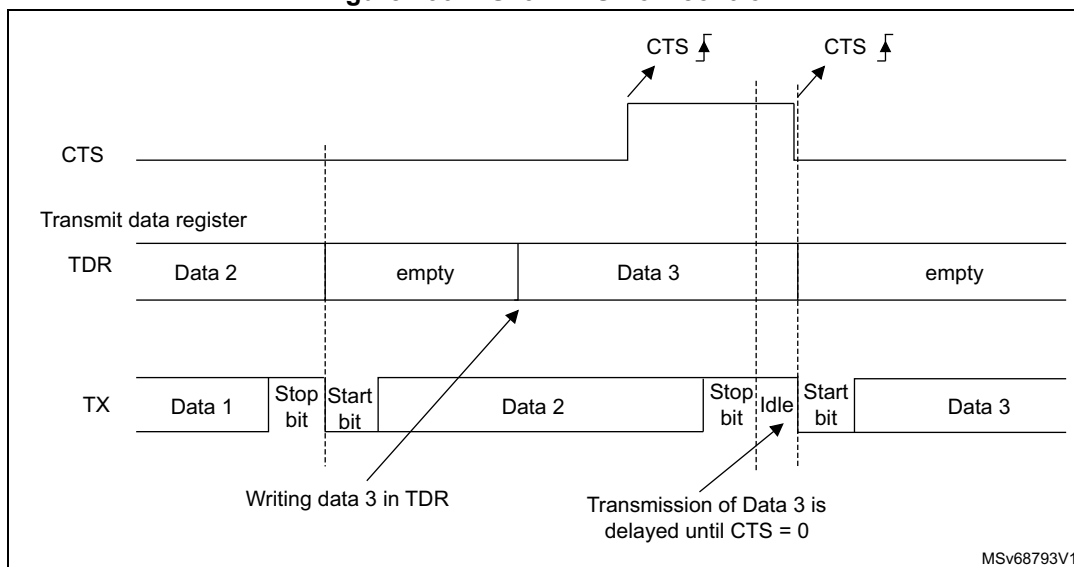 CTS
CTS
CTS
Transmit data register
TDR
Data 2
empty
Data 3
empty
TX
Data 1
Stop
bit
Start
bit
Data 2
Stop
bit
Idle
Start
bit
Data 3
Writing data 3 in TDR
Transmission of Data 3 is
delayed until CTS = 0
MSv68793V1